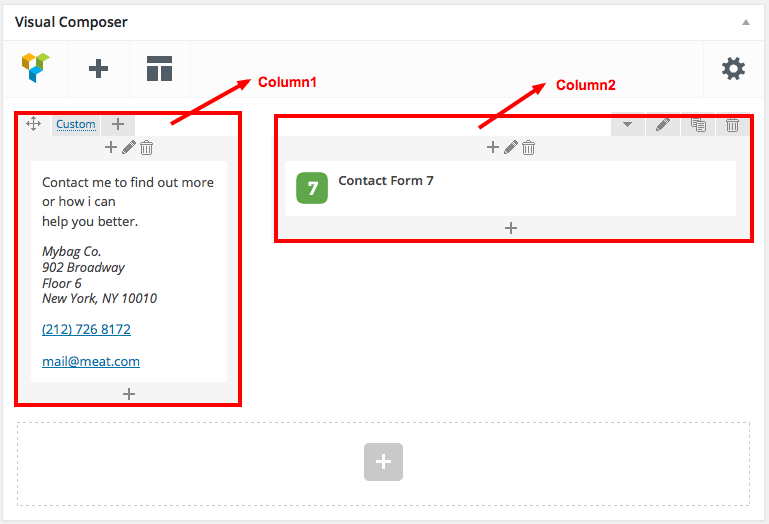 Visual Composer
Column1
Column2
Custom
Contact me to find out more
or how i can
help you better.
Mybag Co.
902 Broadway
Floor 6
New York, NY 10010
(212) 726 8172
mail@meat.com
7
Contact Form 7